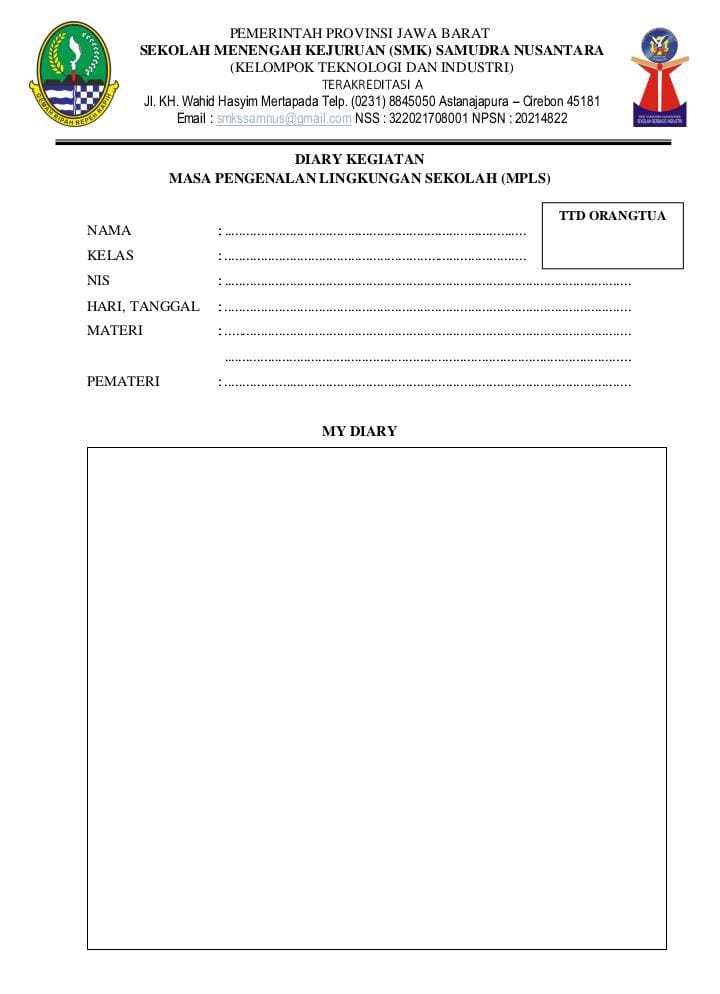 PEMERINTAH PROVINSI JAWA BARAT
SEKOLAH MENENGAH KEJURUAN (SMK) SAMUDRA NUSANTARA
(KELOMPOK TEKNOLOGI DAN INDUSTRI)
TERAKREDITASI A
Jl. KH. Wahid Hasyim Mertapada Telp. (0231) 8845050 Astanajapura – Cirebon 45181
Email : smkssamnus@gmail.com NSS : 322021708001 NPSN : 20214822
GEMAH RIPAH REPEH RAPIH
SMK SAMUDRA NUSANTARA
SEKOLAH BERBASIS INDUSTRI
DIARY KEGIATAN
MASA PENGENALAN LINGKUNGAN SEKOLAH (MPLS)
TTD ORANGTUA
NAMA : ....................................................................................
KELAS : ....................................................................................
NIS : .................................................................................................................
HARI, TANGGAL : .................................................................................................................
MATERI : .................................................................................................................
.................................................................................................................
PEMATERI : .................................................................................................................
MY DIARY